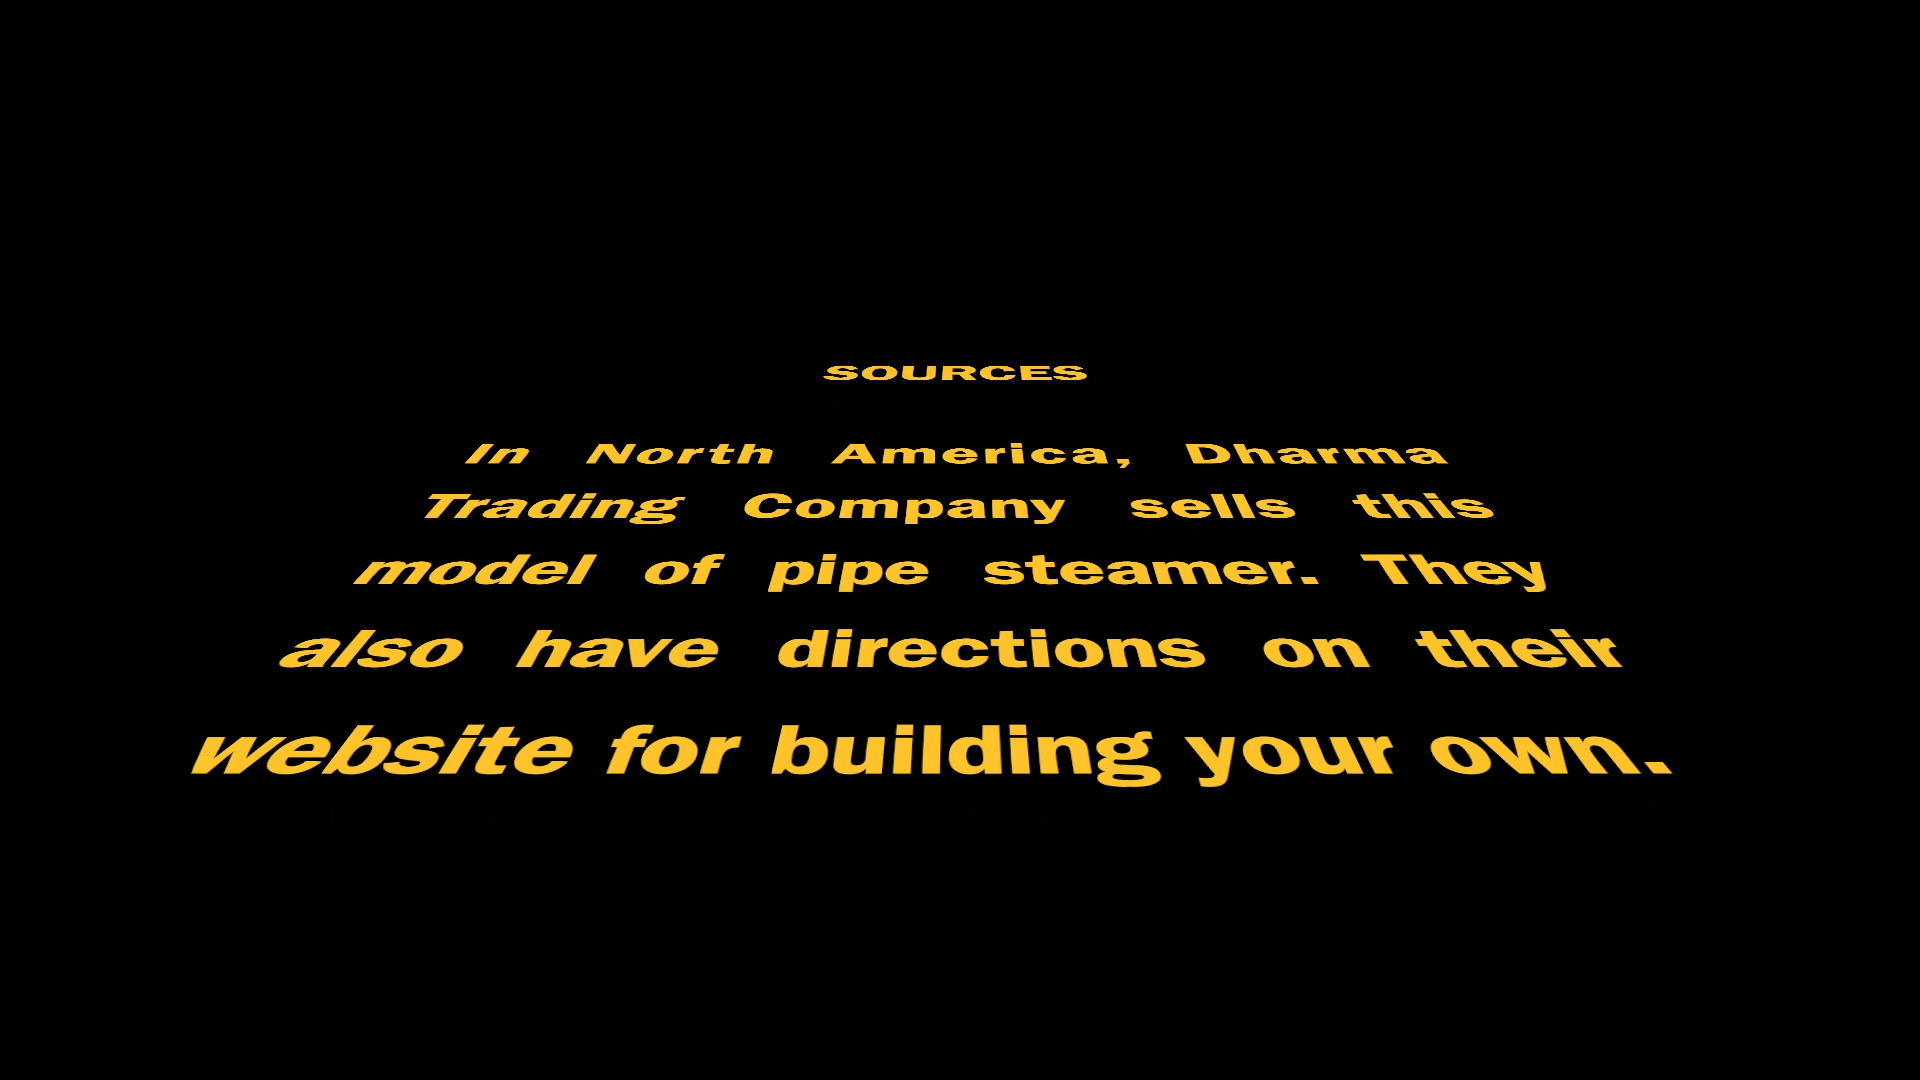 SOURCES
In North America, Dharma
Trading Company sells this
model of pipe steamer. They
also have directions on their
website for building your own.